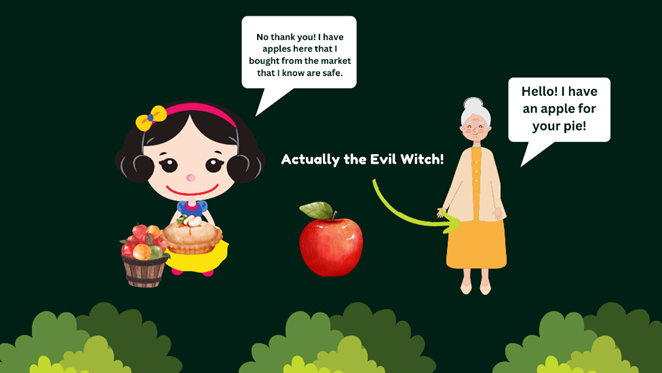 No thank you! I have
apples here that I
bought from the market
that I know are safe.
Hello! I have
an apple for
your pie!
Actually the Evil Witch!